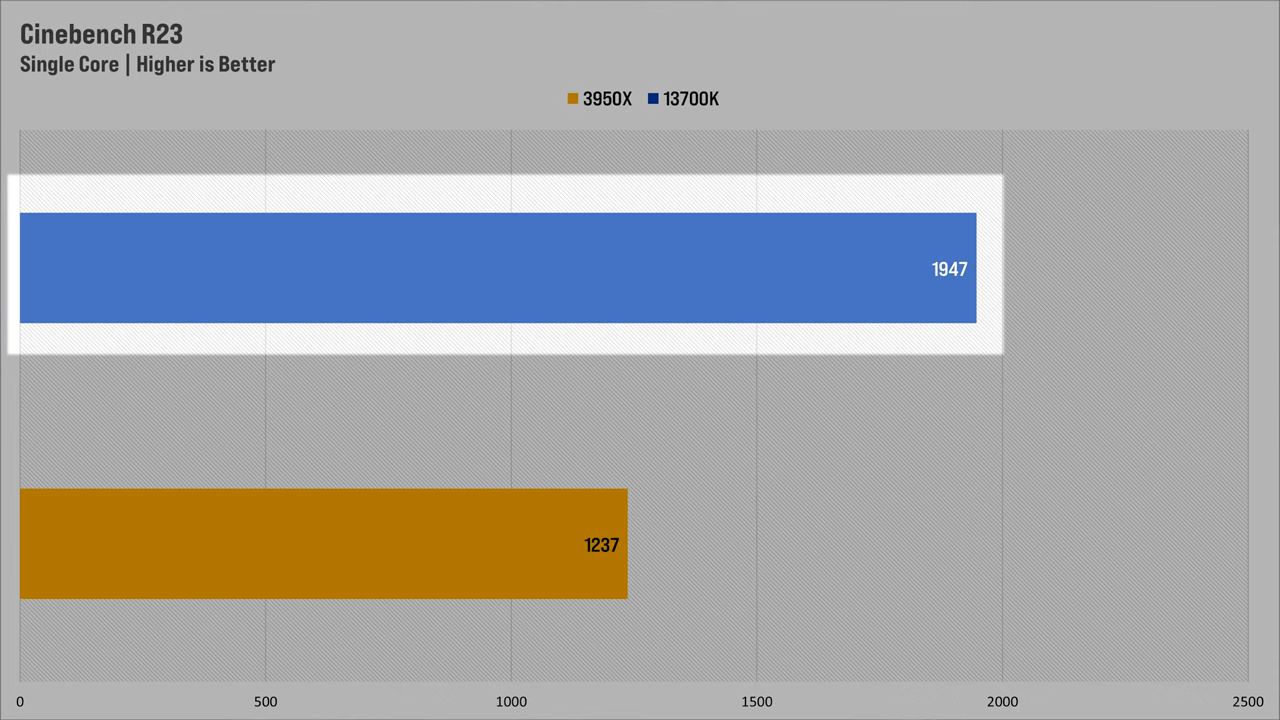 Cinebench R23
Single Core | Higher is Better
3950X 13700K
1947
1237
0 500 1000 1500 2000 2500